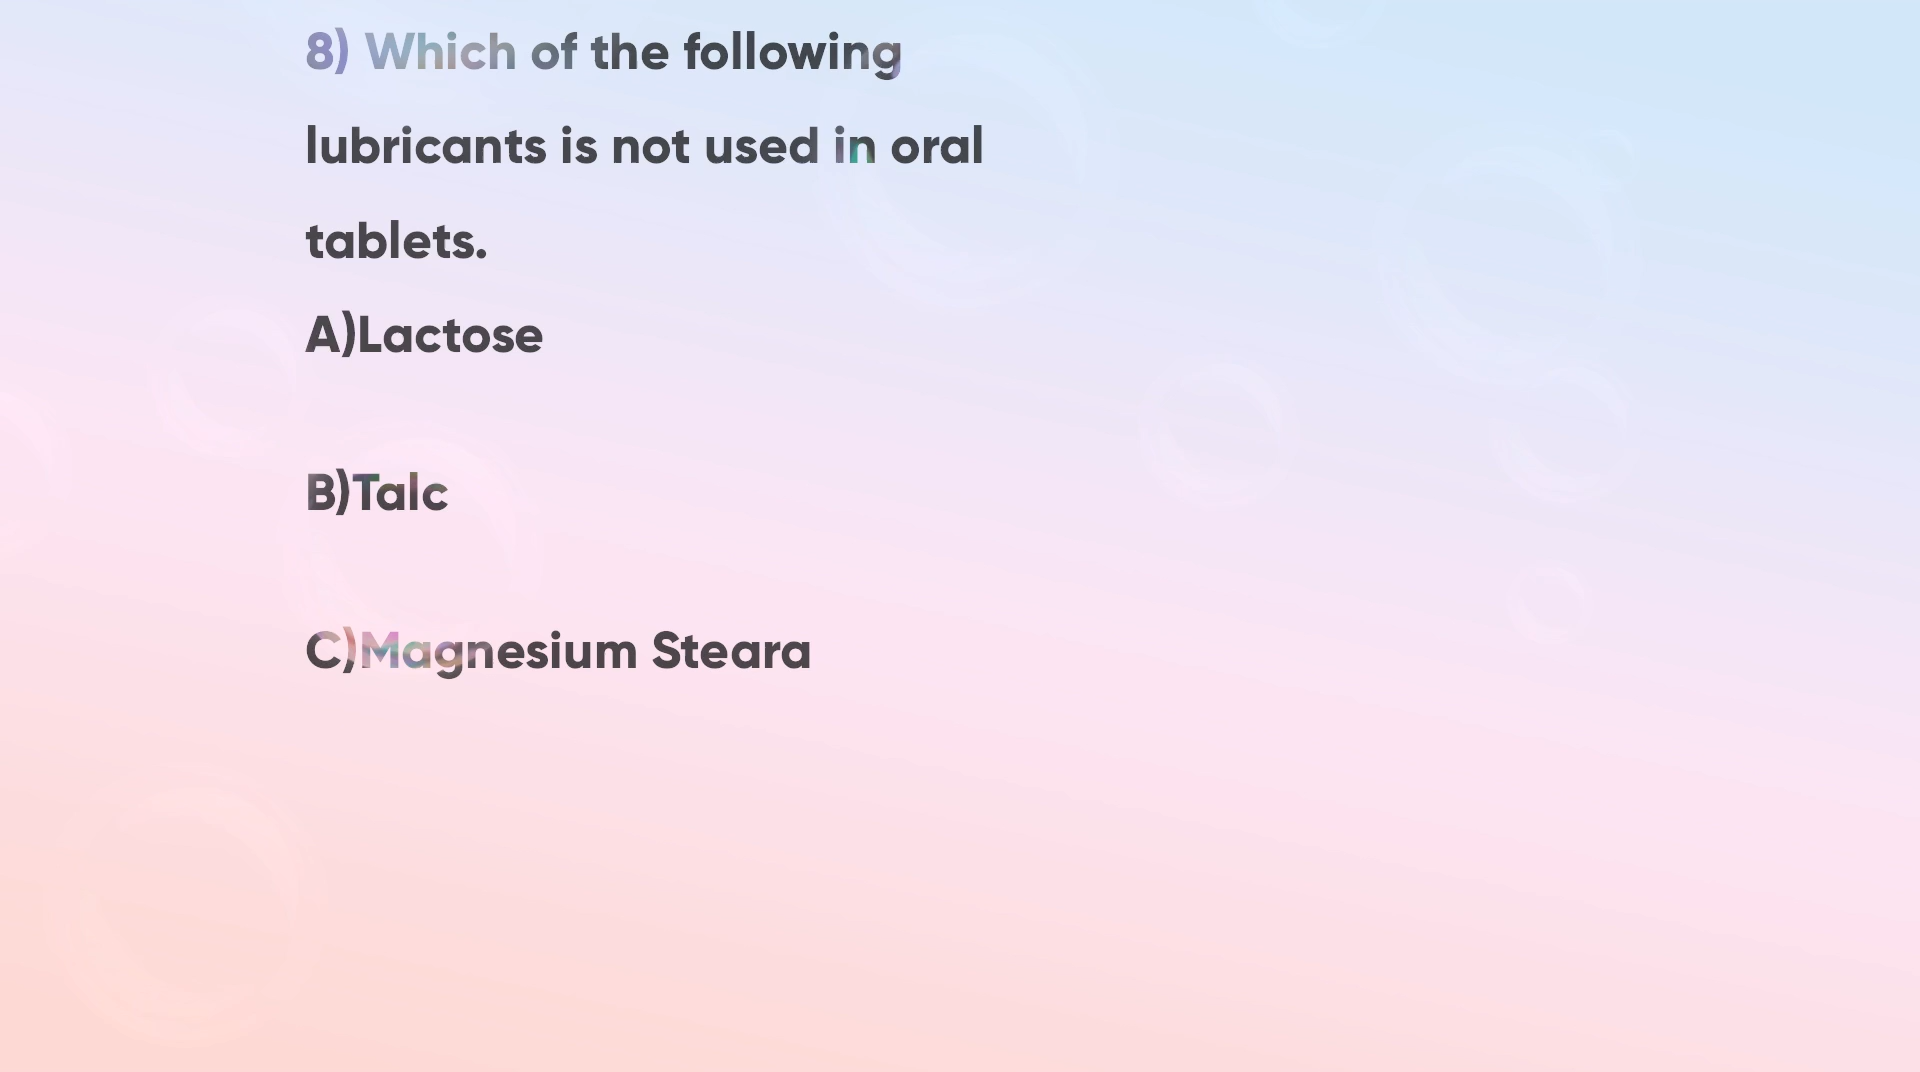 8) Which of the following
lubricants is not used in oral
tablets.
A)Lactose
B)Talc
C)Magnesium Steara